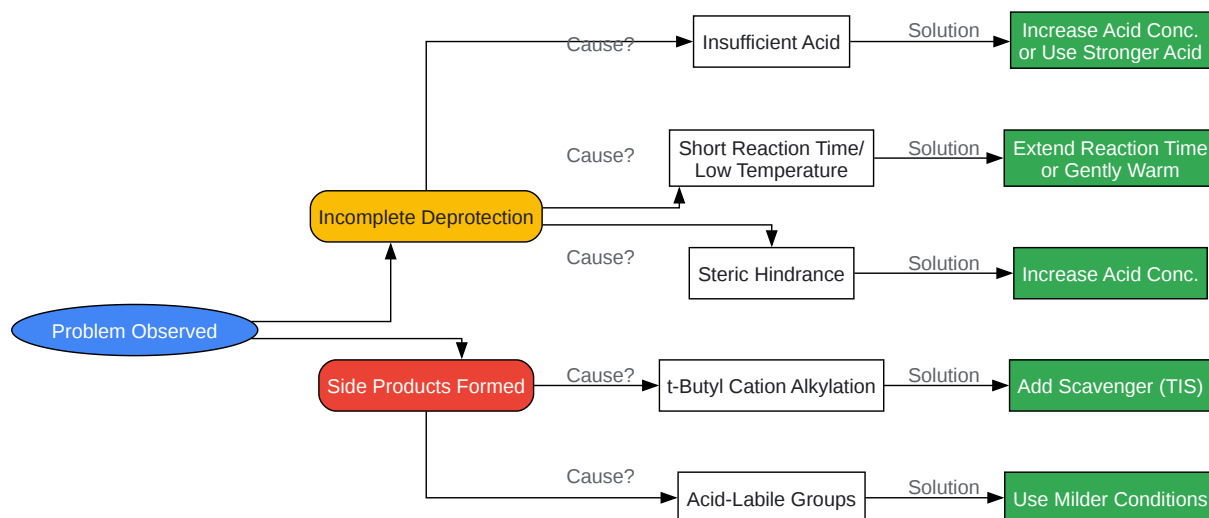 Cause?
Insufficient Acid
Solution
Increase Acid Conc.
or Use Stronger Acid
Cause?
Short Reaction Time/
Low Temperature
Solution
Extend Reaction Time
or Gently Warm
Incomplete Deprotection
Cause?
Steric Hindrance
Solution
Increase Acid Conc.
Problem Observed
Side Products Formed
Cause?
t-Butyl Cation Alkylation
Solution
Add Scavenger (TIS)
Cause?
Acid-Labile Groups
Solution
Use Milder Conditions